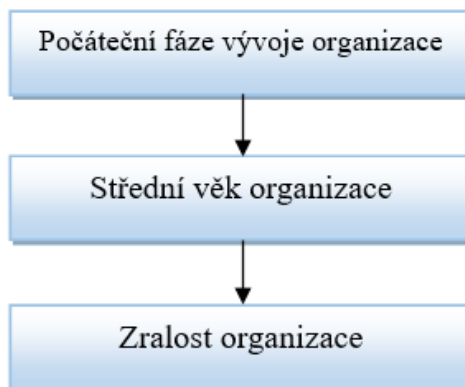 Počáteční fáze vývoje organizace
Střední věk organizace
Zralost organizace